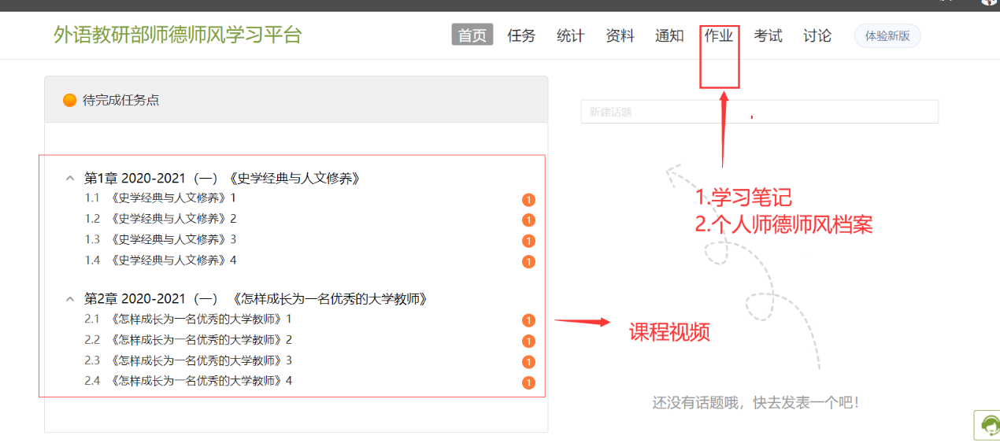 外语教研部师德师风学习平台
首页 任务 统计 资料 通知 作业 考试 讨论 体验新版
待完成任务点
新建话题
第1章 2020-2021（一）《史学经典与人文修养》
1.1 《史学经典与人文修养》1 1
1.2 《史学经典与人文修养》2 1
1.3 《史学经典与人文修养》3 1
1.4 《史学经典与人文修养》4 1
第2章 2020-2021（一） 《怎样成长为一名优秀的大学教师》
2.1 《怎样成长为一名优秀的大学教师》1 1
2.2 《怎样成长为一名优秀的大学教师》2 1
2.3 《怎样成长为一名优秀的大学教师》3 1
2.4 《怎样成长为一名优秀的大学教师》4 1
1.学习笔记
2.个人师德师风档案
课程视频
还没有话题哦，快去发表一个吧！